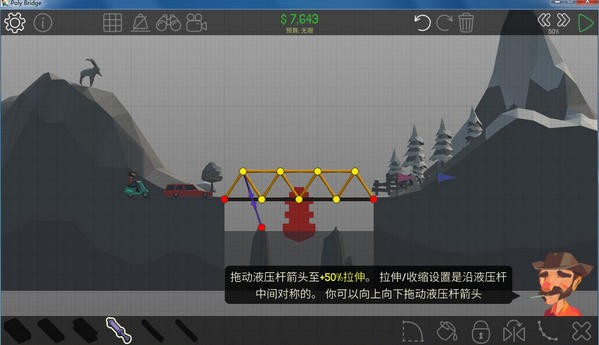 Poly Bridge
$ 7,643
预算: 无限
50%
拖动液压杆箭头至+50%拉伸。 拉伸/收缩设置是沿液压杆
中间对称的。 你可以向上向下拖动液压杆箭头